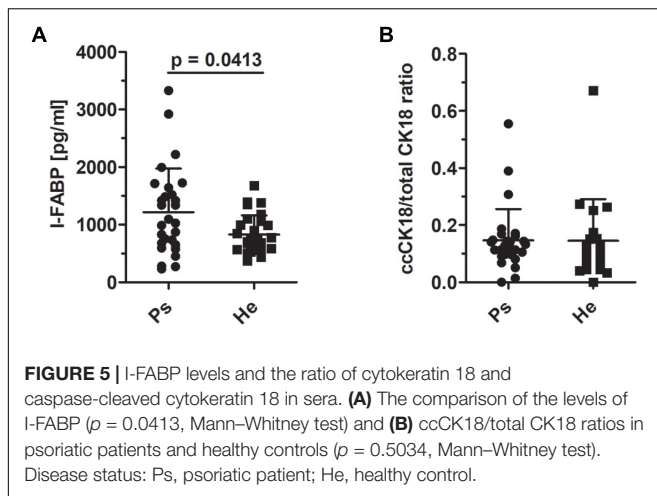 A
B
p = 0.0413
I-FABP [pg/ml]
4000
3000
2000
1000
0
Ps
He
ccCK18/total CK18 ratio
0.8
0.6
0.4
0.2
0.0
Ps
He
FIGURE 5 | I-FABP levels and the ratio of cytokeratin 18 and
caspase-cleaved cytokeratin 18 in sera. (A) The comparison of the levels of
I-FABP (p = 0.0413, Mann–Whitney test) and (B) ccCK18/total CK18 ratios in
psoriatic patients and healthy controls (p = 0.5034, Mann–Whitney test).
Disease status: Ps, psoriatic patient; He, healthy control.